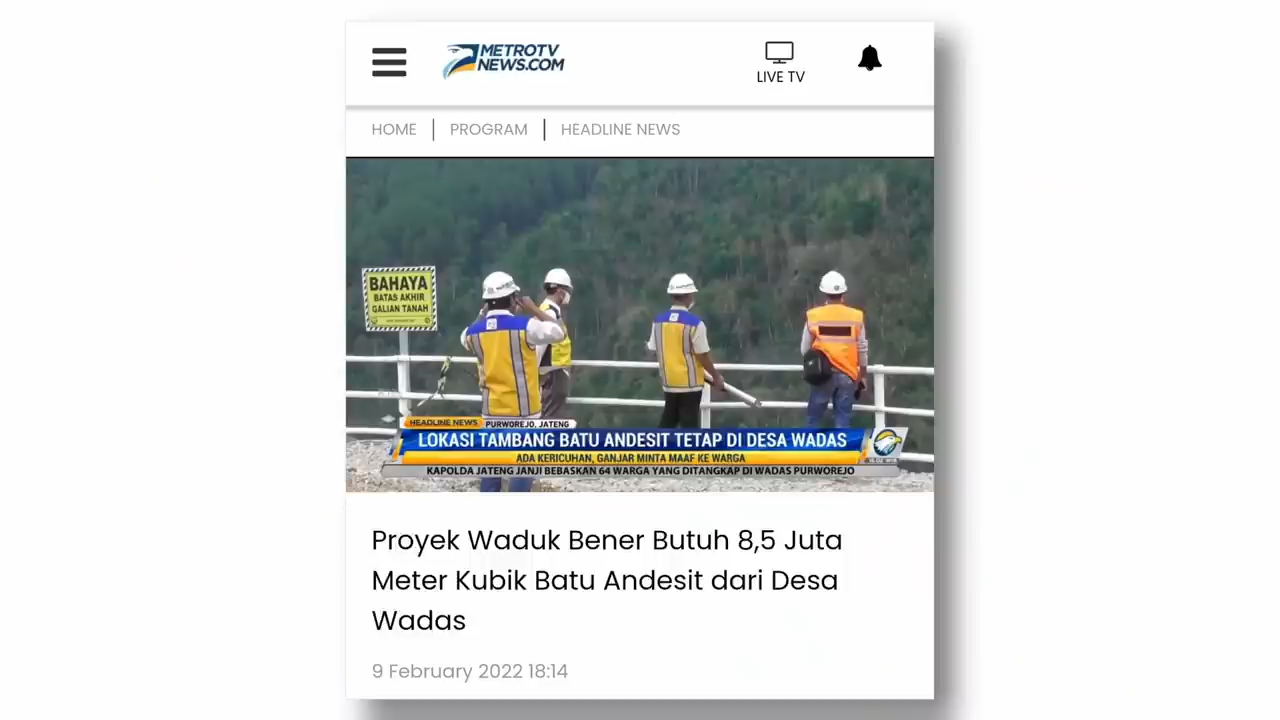 METROTV
NEWS.COM
LIVE TV
HOME | PROGRAM | HEADLINE NEWS
BAHAYA
BATAS AKHIR
GALIAN TANAH
HEADLINE NEWS PURWOREJO, JATENG
LOKASI TAMBANG BATU ANDESIT TETAP DI DESA WADAS
ADA KERICUHAN, GANJAR MINTA MAAF KE WARGA
KAPOLDA JATENG JANJI BEBASKAN 64 WARGA YANG DITANGKAP DI WADAS PURWOREJO
Proyek Waduk Bener Butuh 8,5 Juta
Meter Kubik Batu Andesit dari Desa
Wadas
9 February 2022 18:14